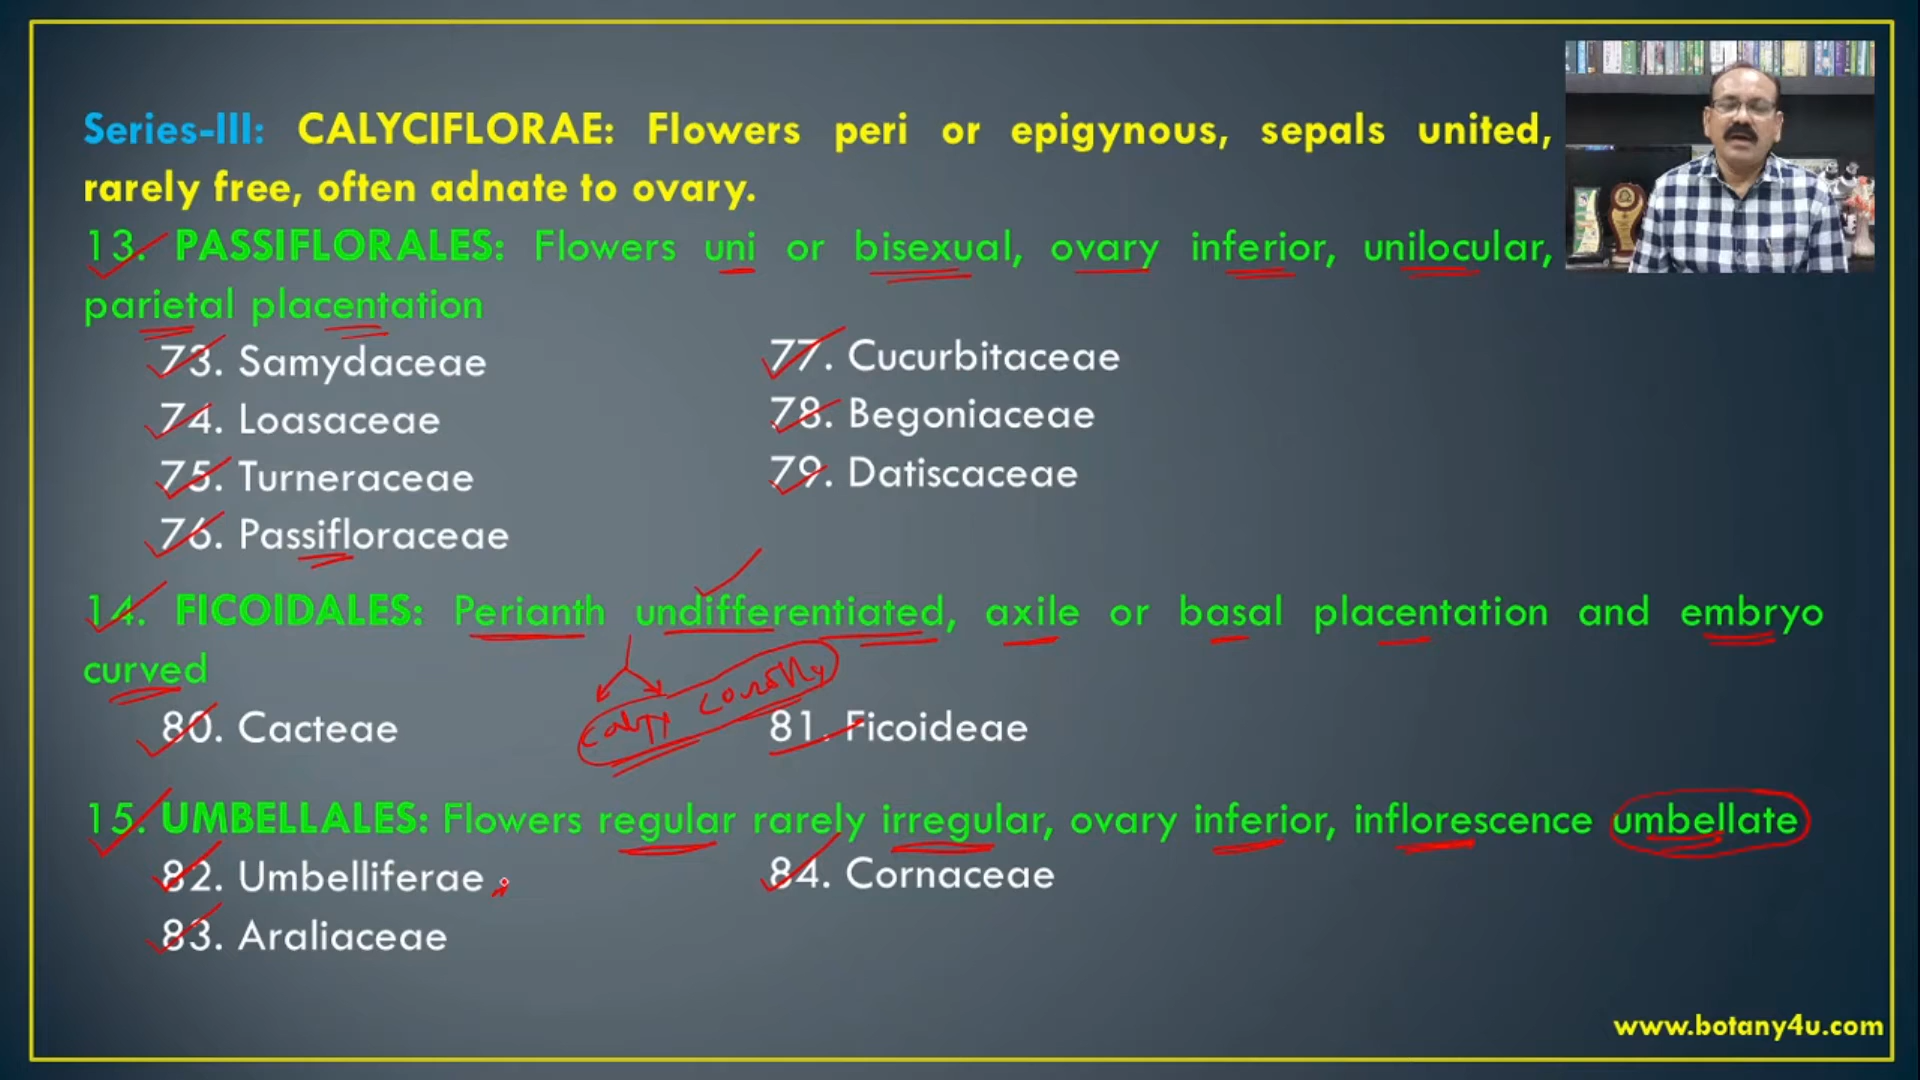 Series-III: CALYCIFLORAE: Flowers peri or epigynous, sepals united,
rarely free, often adnate to ovary.
13. PASSIFLORALES: Flowers uni or bisexual, ovary inferior, unilocular,
parietal placentation
73. Samydaceae
74. Loasaceae
75. Turneraceae
76. Passifloraceae
77. Cucurbitaceae
78. Begoniaceae
79. Datiscaceae
14. FICOIDALES: Perianth undifferentiated, axile or basal placentation and embryo
curved
80. Cacteae
81. Ficoideae
15. UMBELLALES: Flowers regular rarely irregular, ovary inferior, inflorescence umbellate
82. Umbelliferae
83. Araliaceae
84. Cornaceae
www.botany4u.com